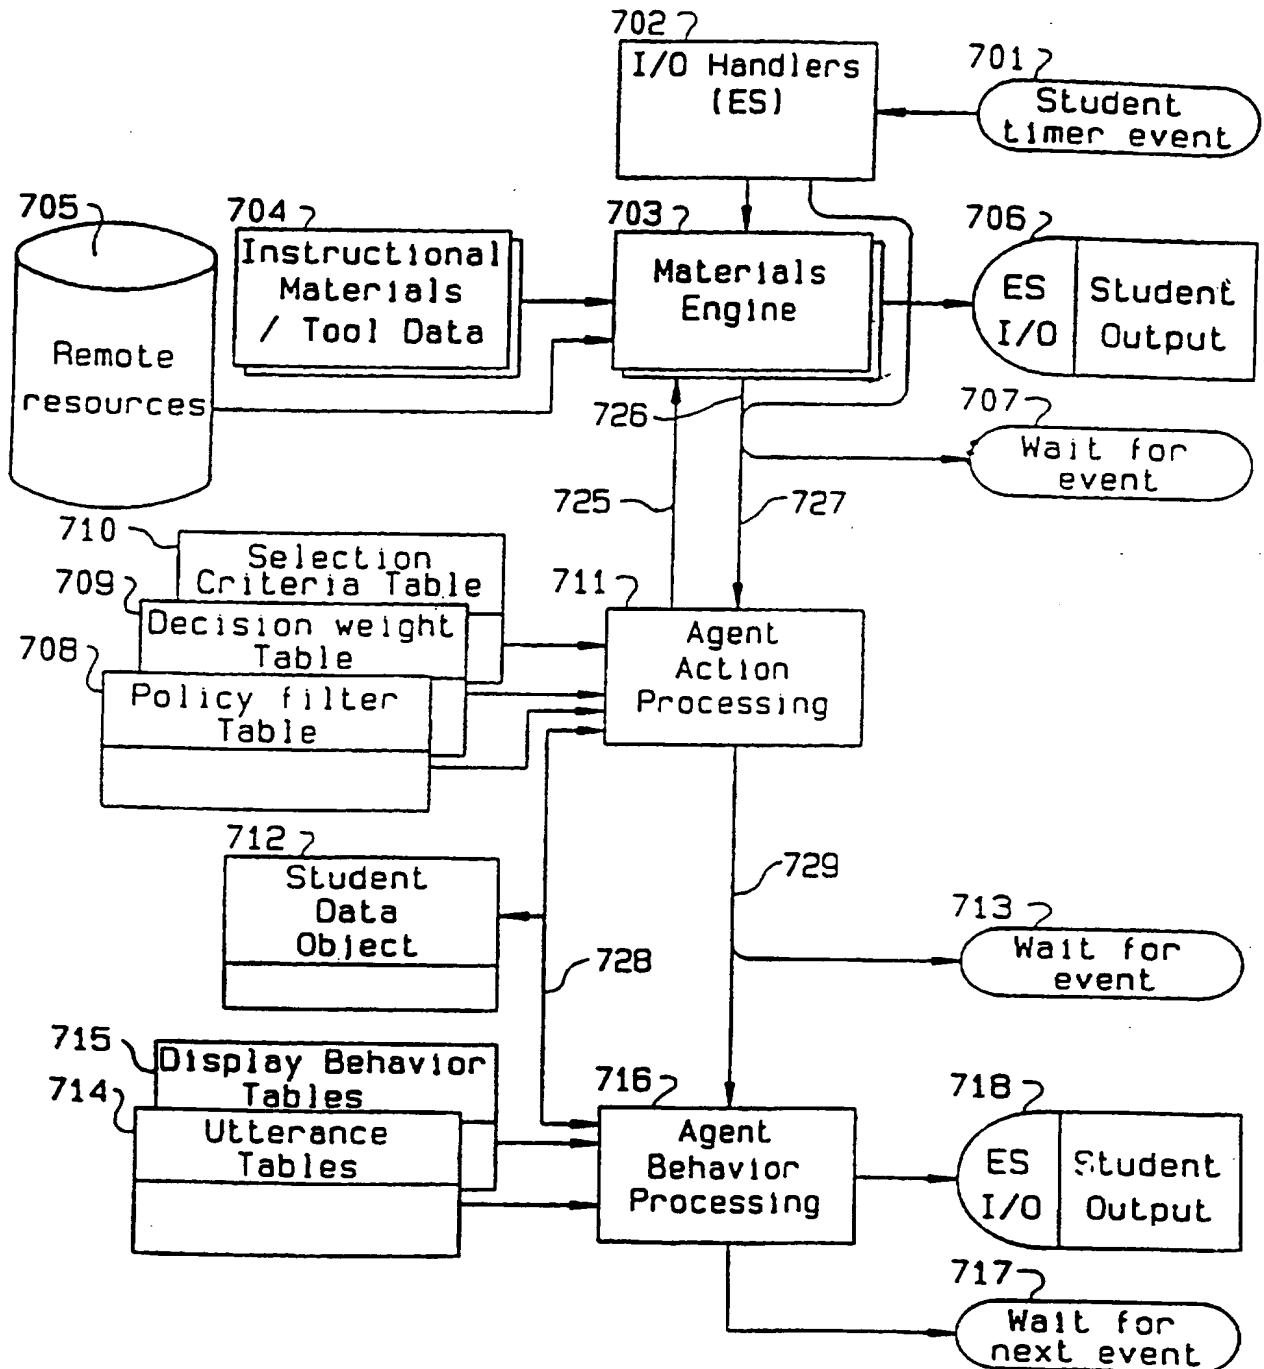 702
I/O Handlers
(ES)
701
Student
timer event
705
Remote
resources
704
Instructional
Materials
/ Tool Data
703
Materials
Engine
706
ES
I/O
Student
Output
726
707
Wait for
event
725
727
710
Selection
Criteria Table
709
Decision weight
Table
708
Policy filter
Table
711
Agent
Action
Processing
712
Student
Data
Object
729
713
Wait for
event
728
715
Display Behavior
Tables
714
Utterance
Tables
716
Agent
Behavior
Processing
718
ES
I/O
Student
Output
717
Wait for
next event